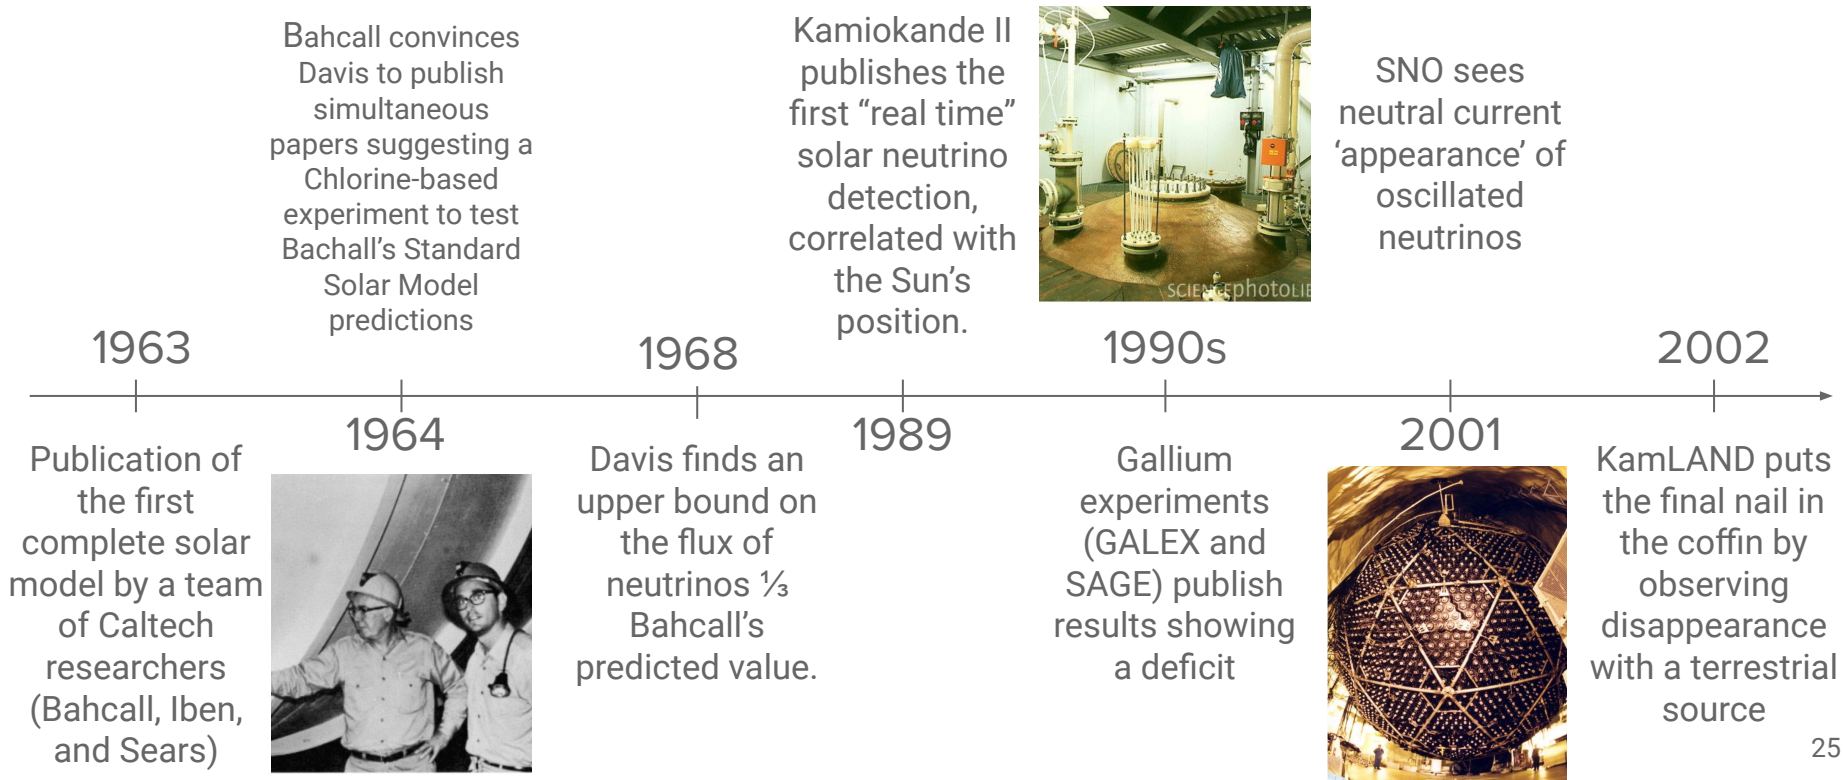 1963
Publication of
the first
complete solar
model by a team
of Caltech
researchers
(Bahcall, Iben,
and Sears)
Bahcall convinces
Davis to publish
simultaneous
papers suggesting a
Chlorine-based
experiment to test
Bachall’s Standard
Solar Model
predictions
1964
1968
Davis finds an
upper bound on
the flux of
neutrinos ⅓
Bahcall’s
predicted value.
Kamiokande II
publishes the
first “real time”
solar neutrino
detection,
correlated with
the Sun’s
position.
1989
SCIENCEphotoLIB
1990s
Gallium
experiments
(GALEX and
SAGE) publish
results showing
a deficit
SNO sees
neutral current
‘appearance’ of
oscillated
neutrinos
2001
2002
KamLAND puts
the final nail in
the coffin by
observing
disappearance
with a terrestrial
source
25